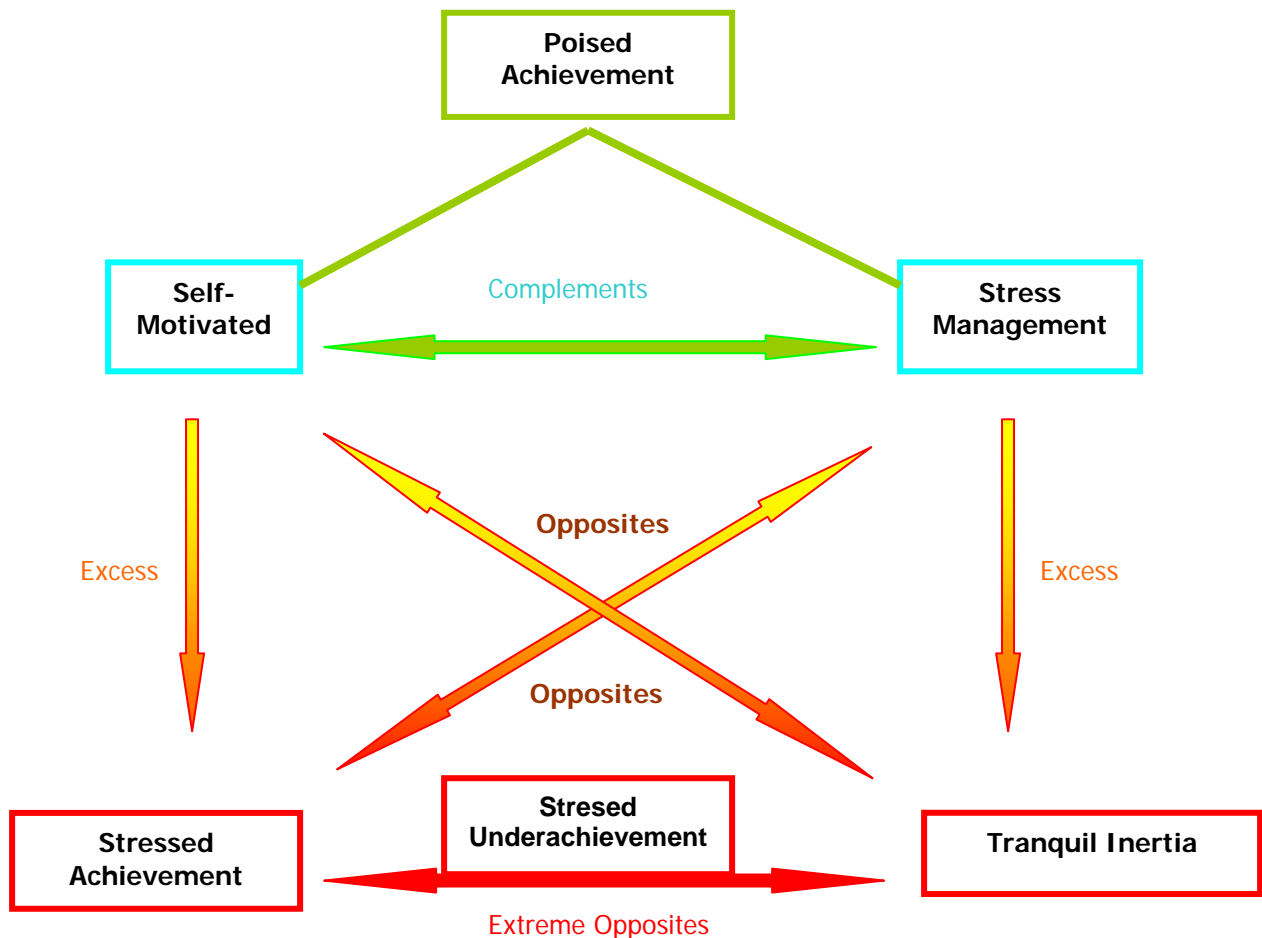 Poised
Achievement
Self-
Motivated
Complements
Stress
Management
Opposites
Excess
Excess
Opposites
Stresed
Underachievement
Stressed
Achievement
Tranquil Inertia
Extreme Opposites